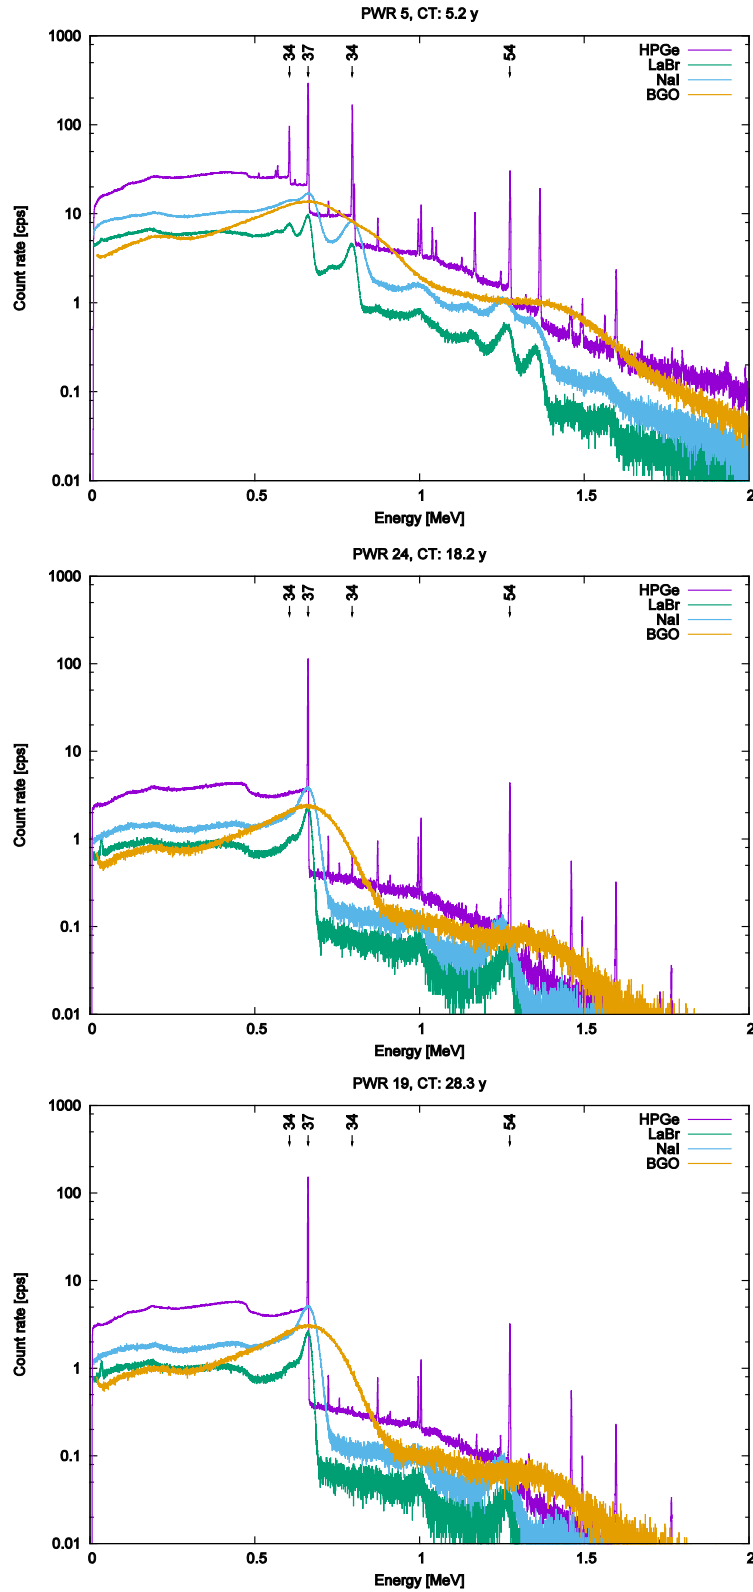 PWR 5, CT: 5.2 y
1000
100
10
1
0.1
0.01
Count rate [cps]
34
37
34
54
HPGe
LaBr
NaI
BGO
0
0.5
1
1.5
2
Energy [MeV]
PWR 24, CT: 18.2 y
1000
100
10
1
0.1
0.01
Count rate [cps]
34
37
34
54
HPGe
LaBr
NaI
BGO
0
0.5
1
1.5
2
Energy [MeV]
PWR 19, CT: 28.3 y
1000
100
10
1
0.1
0.01
Count rate [cps]
34
37
34
54
HPGe
LaBr
NaI
BGO
0
0.5
1
1.5
2
Energy [MeV]